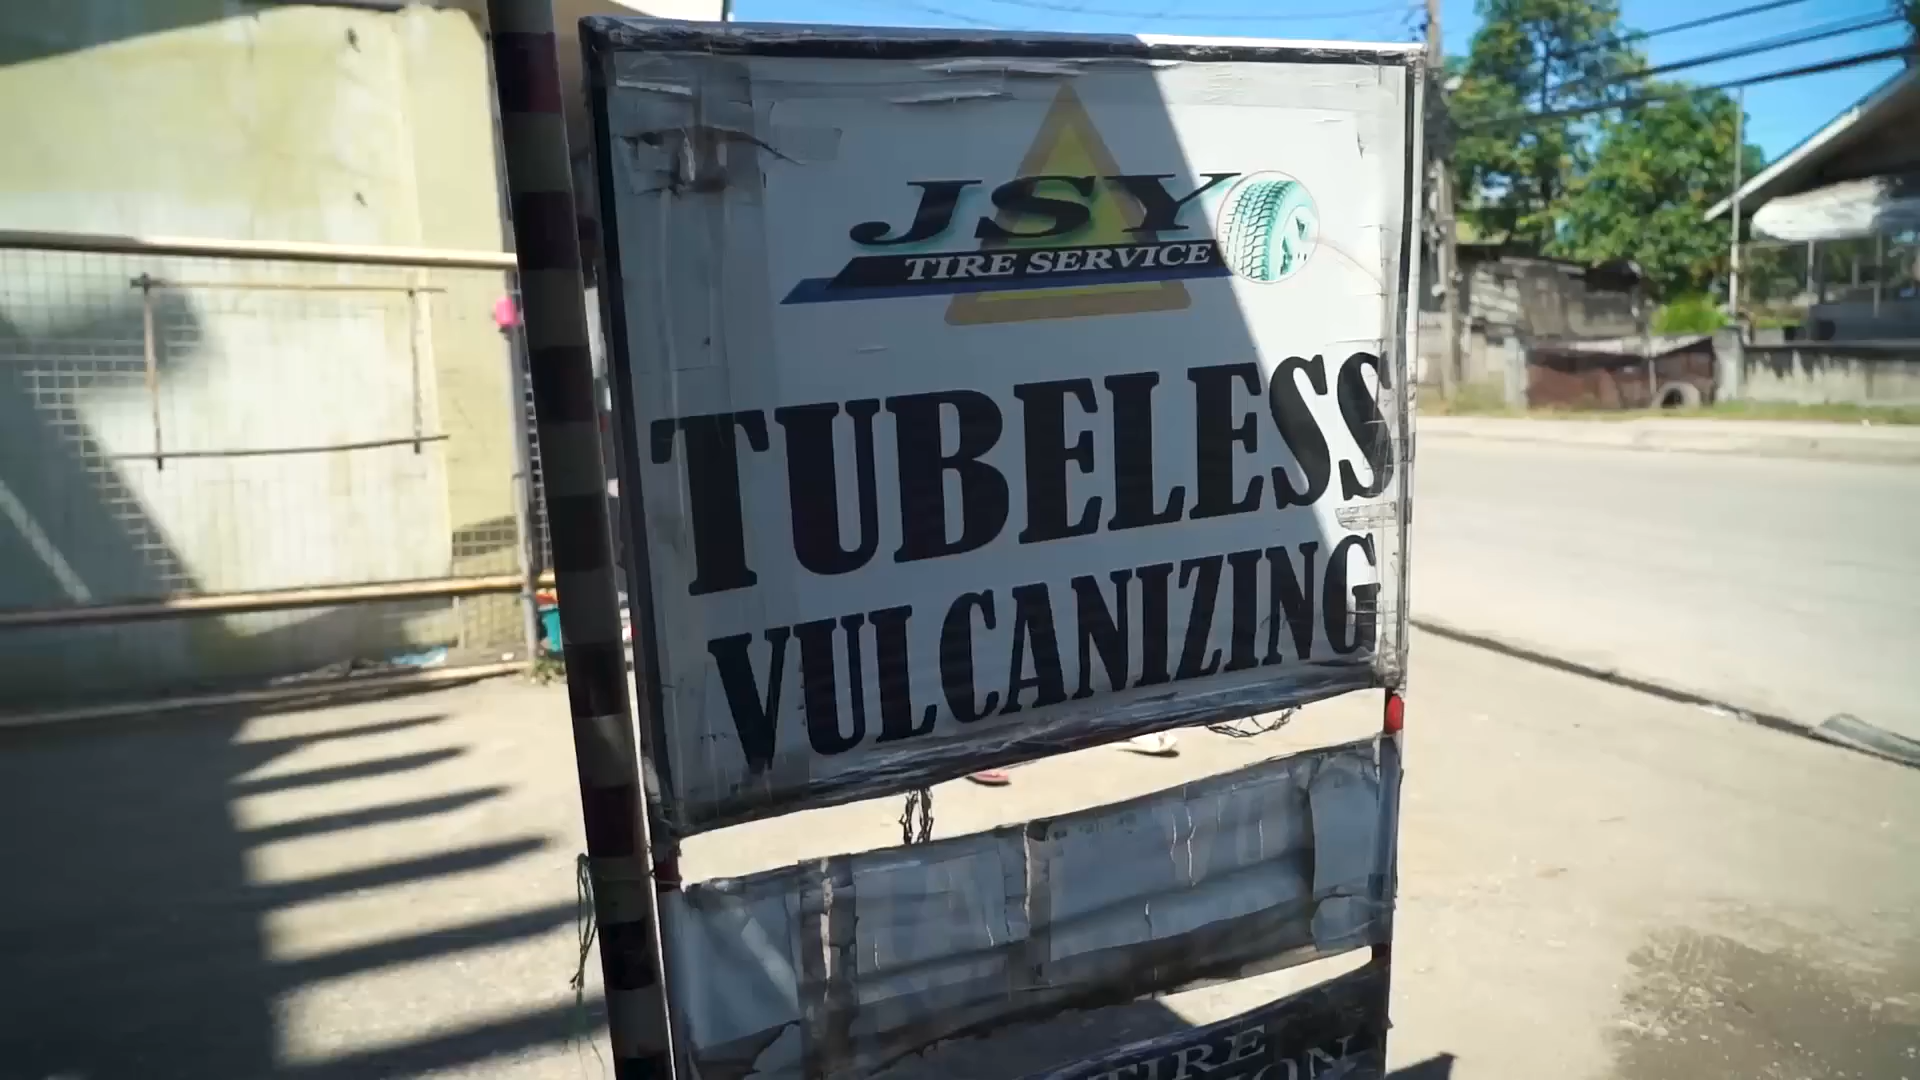 JSY
TIRE SERVICE
TUBELESS
VULCANIZING
TIRE